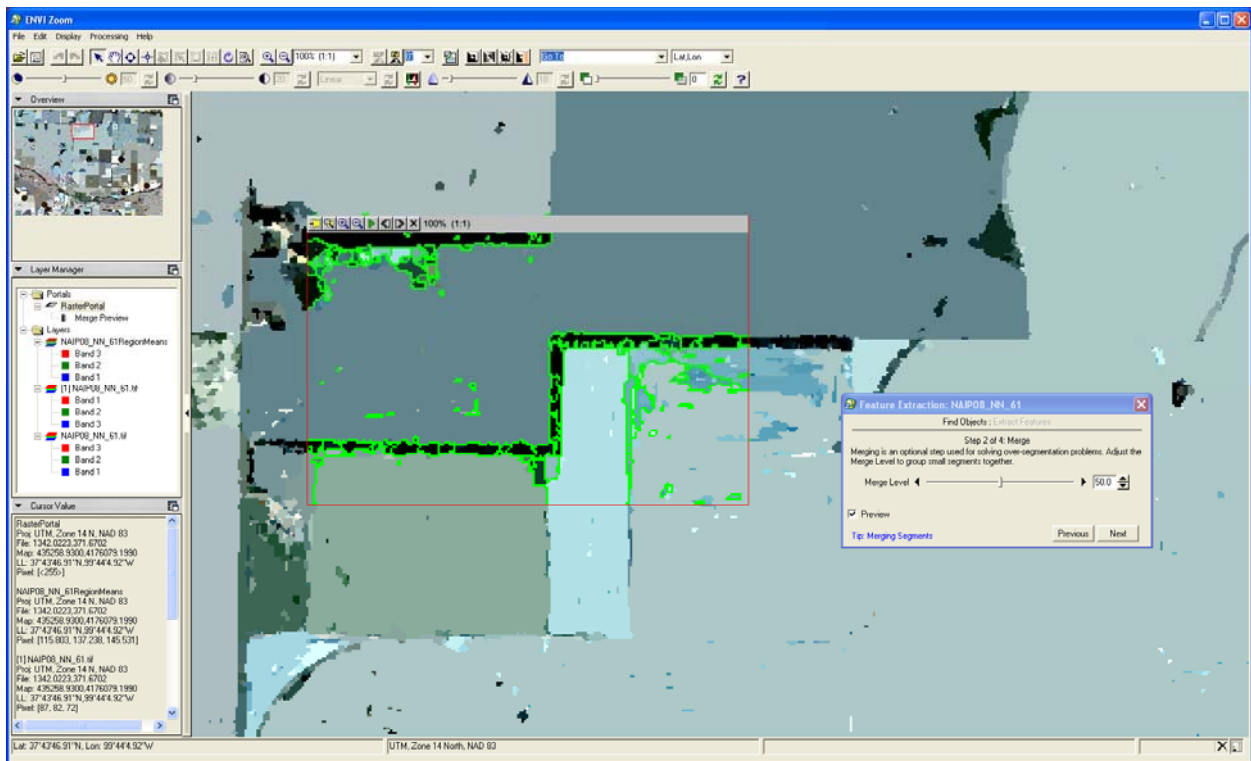 ENVI Zoom
File Edit Display Processing Help
100% (1:1)
Go To
Lat,Lon
50
20
Linear
10
0
?
Overview
Layer Manager
Portals
RasterPortal
Merge Preview
Layers
NAIP08_NN_61RegionMeans
Band 3
Band 2
Band 1
[1] NAIP08_NN_61.tif
Band 1
Band 2
Band 3
NAIP08_NN_61.tif
Band 3
Band 2
Band 1
Cursor Value
RasterPortal
Proj: UTM, Zone 14 N, NAD 83
File: 1342.0223,371.6702
Map: 435258.9300,4176079.1990
LL: 37°43'46.91"N,99°44'4.92"W
Pixel: [<255>]
NAIP08_NN_61RegionMeans
Proj: UTM, Zone 14 N, NAD 83
File: 1342.0223,371.6702
Map: 435258.9300,4176079.1990
LL: 37°43'46.91"N,99°44'4.92"W
Pixel: [115.803, 137.238, 145.531]
[1] NAIP08_NN_61.tif
Proj: UTM, Zone 14 N, NAD 83
File: 1342.0223,371.6702
Map: 435258.9300,4176079.1990
LL: 37°43'46.91"N,99°44'4.92"W
Pixel: [87, 82, 72]
100% (1:1)
Feature Extraction: NAIP08_NN_61
Find Objects : Extract Features
Step 2 of 4: Merge
Merging is an optional step used for solving over-segmentation problems. Adjust the
Merge Level to group small segments together.
Merge Level
50.0
Preview
Tip: Merging Segments
Previous
Next
Lat: 37°43'46.91"N, Lon: 99°44'4.92"W
UTM, Zone 14 North, NAD 83